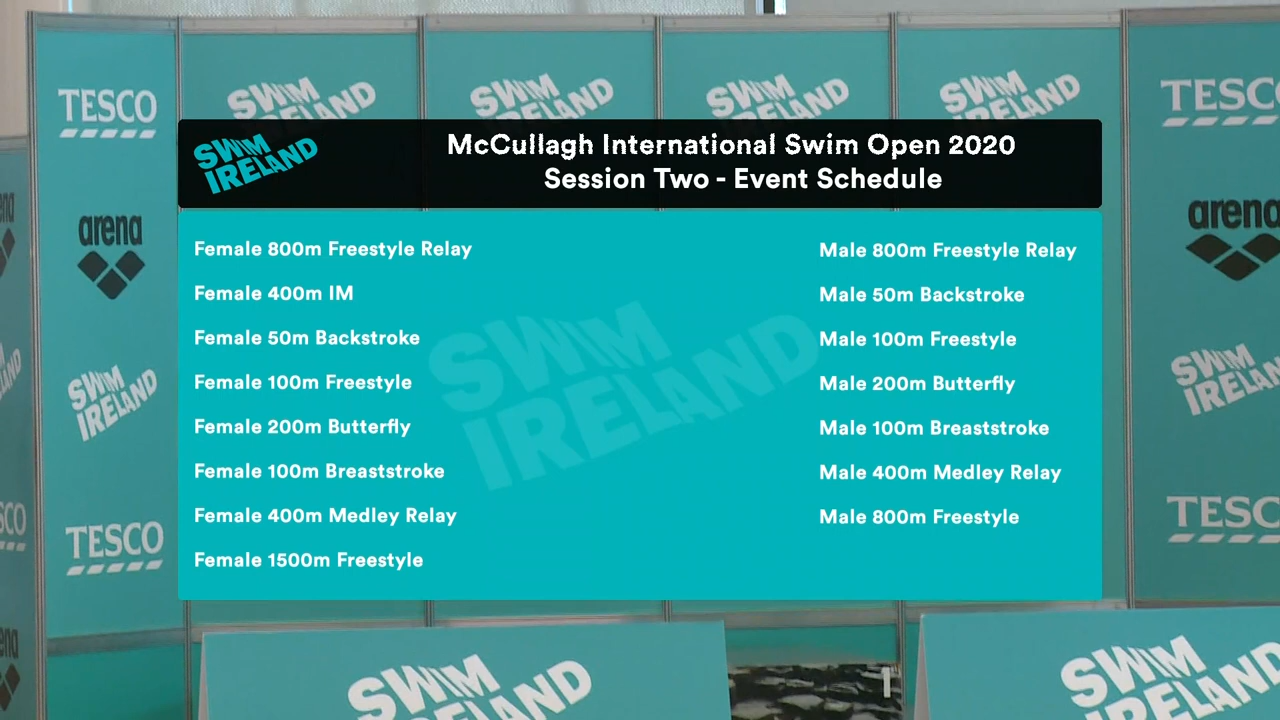 TESCO
SWIM IRELAND
SWIM IRELAND
SWIM IRELAND
SWIM IRELAND
TESCO
SWIM
IRELAND
McCullagh International Swim Open 2020
Session Two - Event Schedule
arena
arena
Female 800m Freestyle Relay
Male 800m Freestyle Relay
Female 400m IM
Male 50m Backstroke
Female 50m Backstroke
Male 100m Freestyle
Female 100m Freestyle
Male 200m Butterfly
Female 200m Butterfly
Male 100m Breaststroke
Female 100m Breaststroke
Male 400m Medley Relay
Female 400m Medley Relay
Male 800m Freestyle
Female 1500m Freestyle
SWIM
IRELAND
SWIM
IRELAND
SWIM
IRELAND
TESCO
TESCO
SWIM
IRELAND
SWIM
IRELAND